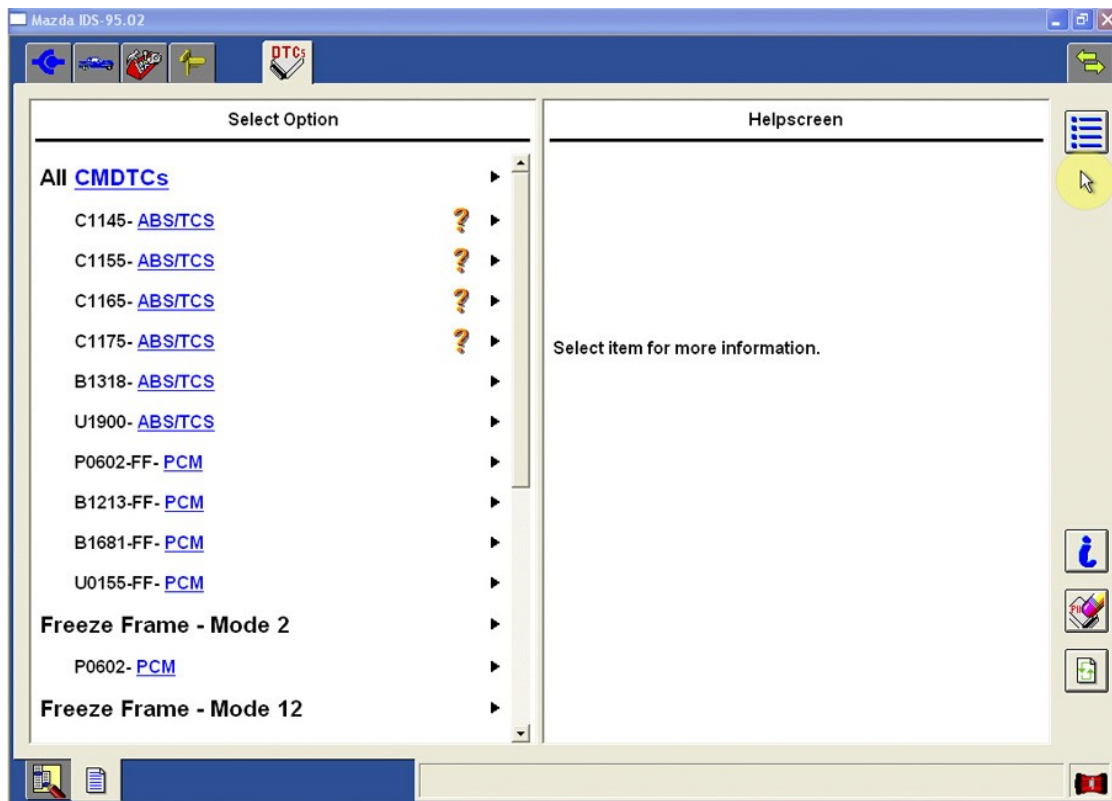 Mazda IDS-95.02
DTCs
Select Option
All CMDTCs
C1145- ABS/TCS
C1155- ABS/TCS
C1165- ABS/TCS
C1175- ABS/TCS
B1318- ABS/TCS
U1900- ABS/TCS
P0602-FF- PCM
B1213-FF- PCM
B1681-FF- PCM
U0155-FF- PCM
Freeze Frame - Mode 2
P0602- PCM
Freeze Frame - Mode 12
Helpscreen
Select item for more information.